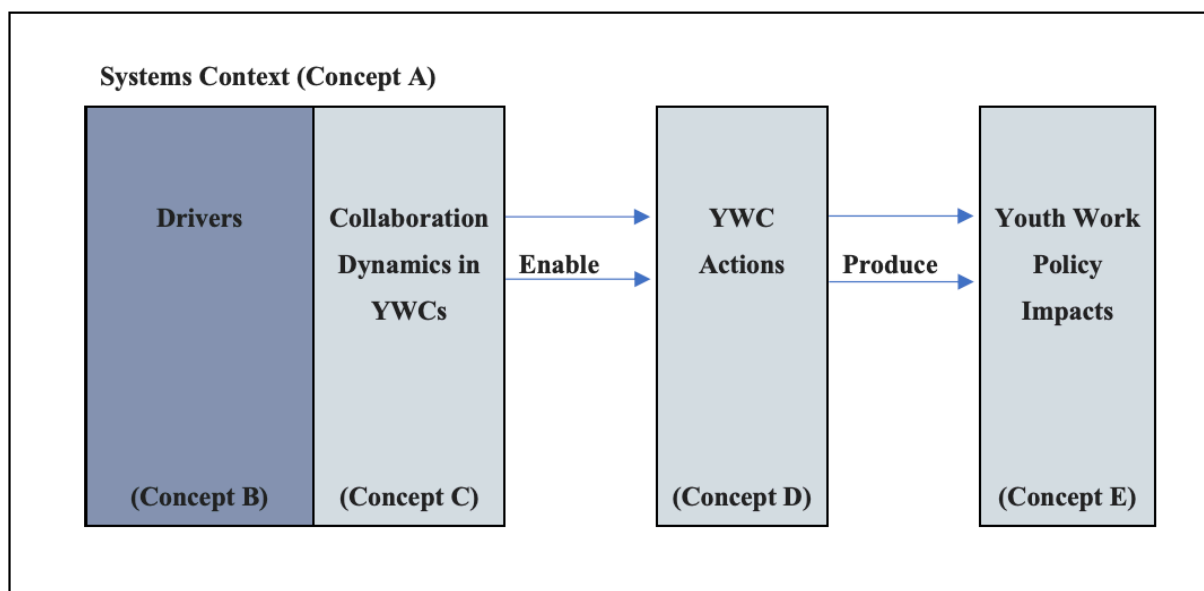 Systems Context (Concept A)
Drivers
(Concept B)
Collaboration
Dynamics in
YWCs
(Concept C)
Enable
YWC
Actions
(Concept D)
Produce
Youth Work
Policy
Impacts
(Concept E)